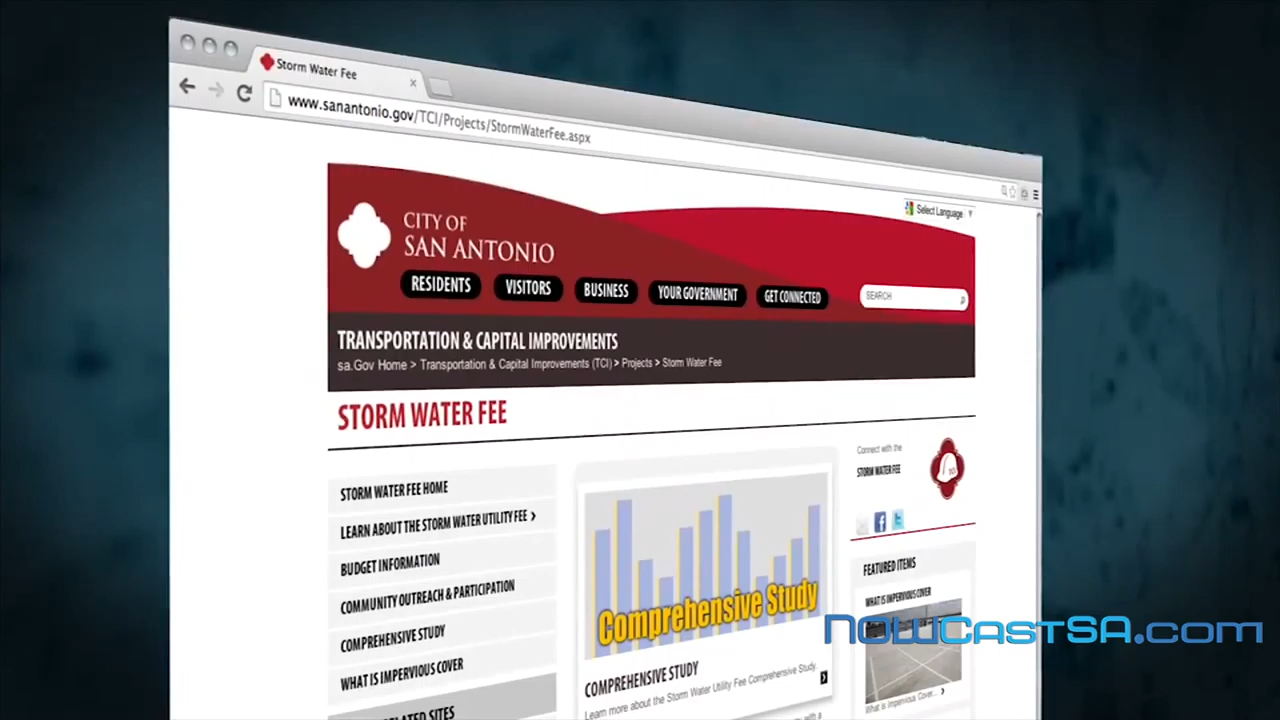 Storm Water Fee
www.sanantonio.gov/TCI/Projects/StormWaterFee.aspx
Select Language
CITY OF
SAN ANTONIO
RESIDENTS
VISITORS
BUSINESS
YOUR GOVERNMENT
GET CONNECTED
SEARCH
TRANSPORTATION & CAPITAL IMPROVEMENTS
sa.Gov Home > Transportation & Capital Improvements (TCI) > Projects > Storm Water Fee
STORM WATER FEE
STORM WATER FEE HOME
LEARN ABOUT THE STORM WATER UTILITY FEE >
BUDGET INFORMATION
COMMUNITY OUTREACH & PARTICIPATION
COMPREHENSIVE STUDY
WHAT IS IMPERVIOUS COVER
RELATED SITES
Comprehensive Study
COMPREHENSIVE STUDY
Learn more about the Storm Water Utility Fee Comprehensive Study.
with a
Connect with the
STORM WATER FEE
TCI
FEATURED ITEMS
WHAT IS IMPERVIOUS COVER
What is Impervious Cover...
NOWCastSA.com